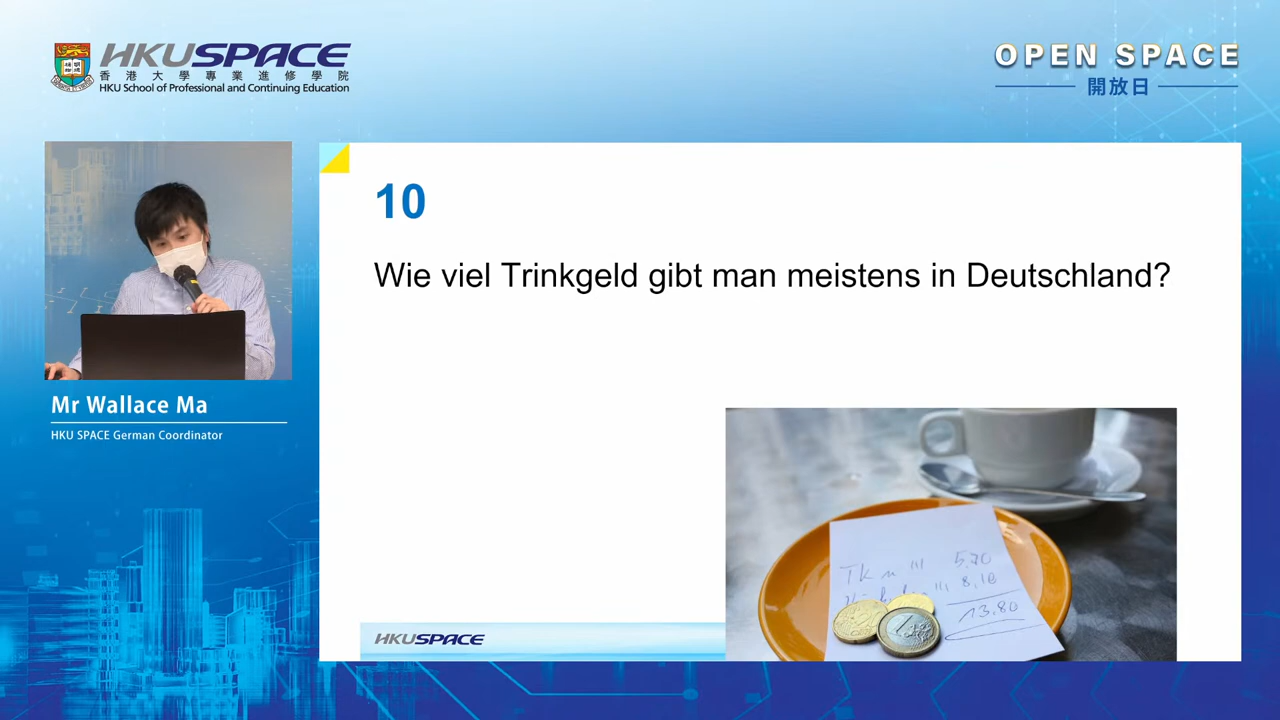 HKUSPACE
香港大學專業進修學院
HKU School of Professional and Continuing Education
OPEN SPACE
開放日
10
Wie viel Trinkgeld gibt man meistens in Deutschland?
Mr Wallace Ma
HKU SPACE German Coordinator
5,70
8,10
13,80
HKUSPACE